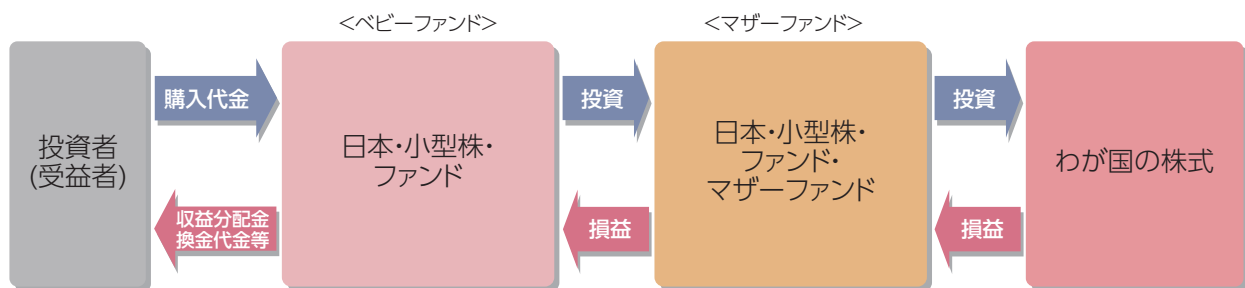 <ベビーファンド>
<マザーファンド>
投資者
(受益者)
購入代金
収益分配金
換金代金等
日本・小型株・
ファンド
投資
損益
日本・小型株・
ファンド・
マザーファンド
投資
損益
わが国の株式